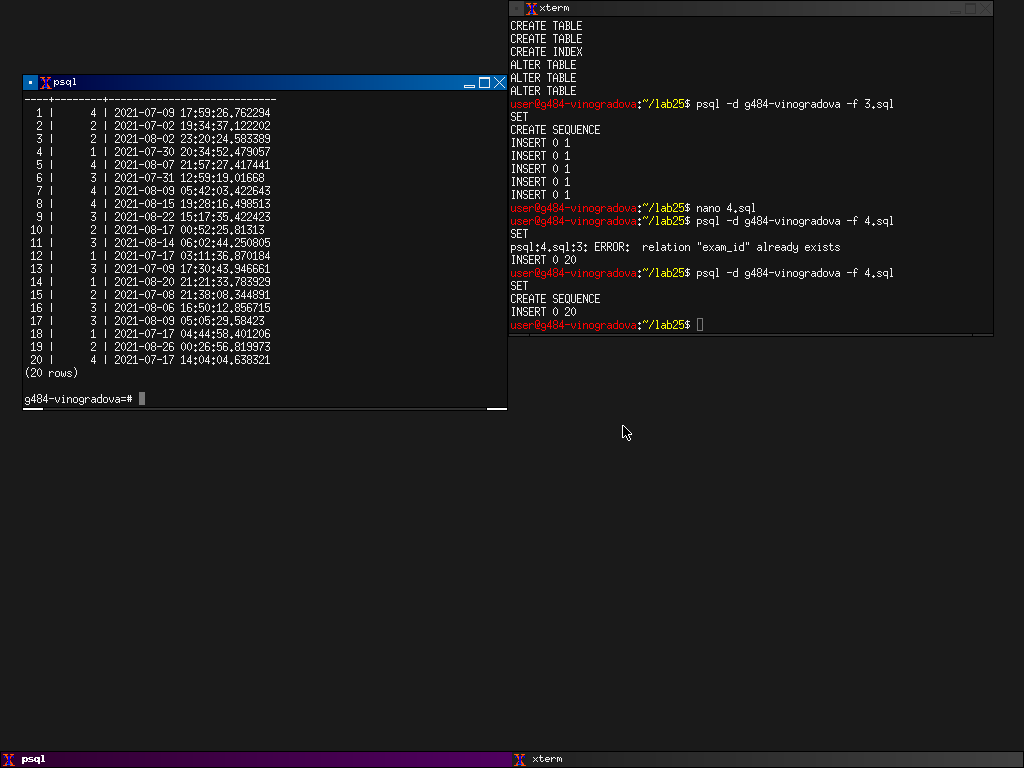 psql
----+--------+----------------------------
1 | 4 | 2021-07-09 17:59:26.762294
2 | 2 | 2021-07-02 19:34:37.122202
3 | 2 | 2021-08-02 23:20:24.583389
4 | 1 | 2021-07-30 20:34:52.479057
5 | 4 | 2021-08-07 21:57:27.417441
6 | 3 | 2021-07-31 12:59:19.01668
7 | 4 | 2021-08-09 05:42:03.422643
8 | 4 | 2021-08-15 19:28:16.498513
9 | 3 | 2021-08-22 15:17:35.422423
10 | 2 | 2021-08-17 00:52:25.81313
11 | 3 | 2021-08-14 06:02:44.250805
12 | 1 | 2021-07-17 03:11:36.870184
13 | 3 | 2021-07-09 17:30:43.946661
14 | 1 | 2021-08-20 21:21:33.783929
15 | 2 | 2021-07-08 21:38:08.344891
16 | 3 | 2021-08-06 16:50:12.856715
17 | 3 | 2021-08-09 05:05:29.58423
18 | 1 | 2021-07-17 04:44:58.401206
19 | 2 | 2021-08-26 00:26:56.819973
20 | 4 | 2021-07-17 14:04:04.638321
(20 rows)
g484-vinogradova=#
xterm
CREATE TABLE
CREATE TABLE
CREATE INDEX
ALTER TABLE
ALTER TABLE
ALTER TABLE
user@g484-vinogradova:~/lab25$ psql -d g484-vinogradova -f 3.sql
SET
CREATE SEQUENCE
INSERT 0 1
INSERT 0 1
INSERT 0 1
INSERT 0 1
INSERT 0 1
user@g484-vinogradova:~/lab25$ nano 4.sql
user@g484-vinogradova:~/lab25$ psql -d g484-vinogradova -f 4.sql
SET
psql:4.sql:3: ERROR:  relation "exam_id" already exists
INSERT 0 20
user@g484-vinogradova:~/lab25$ psql -d g484-vinogradova -f 4.sql
SET
CREATE SEQUENCE
INSERT 0 20
user@g484-vinogradova:~/lab25$
psql
xterm